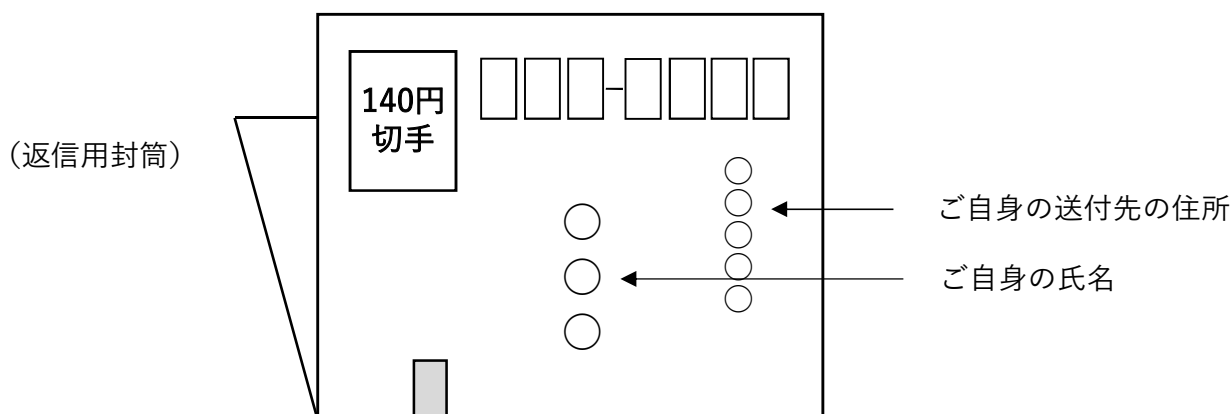 140円
切手
（返信用封筒）
ご自身の送付先の住所
ご自身の氏名